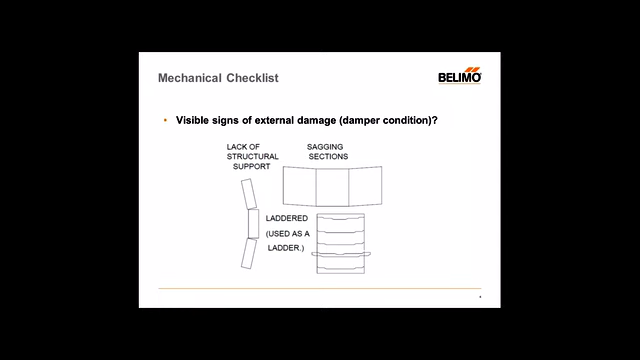 Mechanical Checklist
BELIMO
• Visible signs of external damage (damper condition)?
LACK OF
STRUCTURAL
SUPPORT
SAGGING
SECTIONS
LADDERED
(USED AS A
LADDER.)